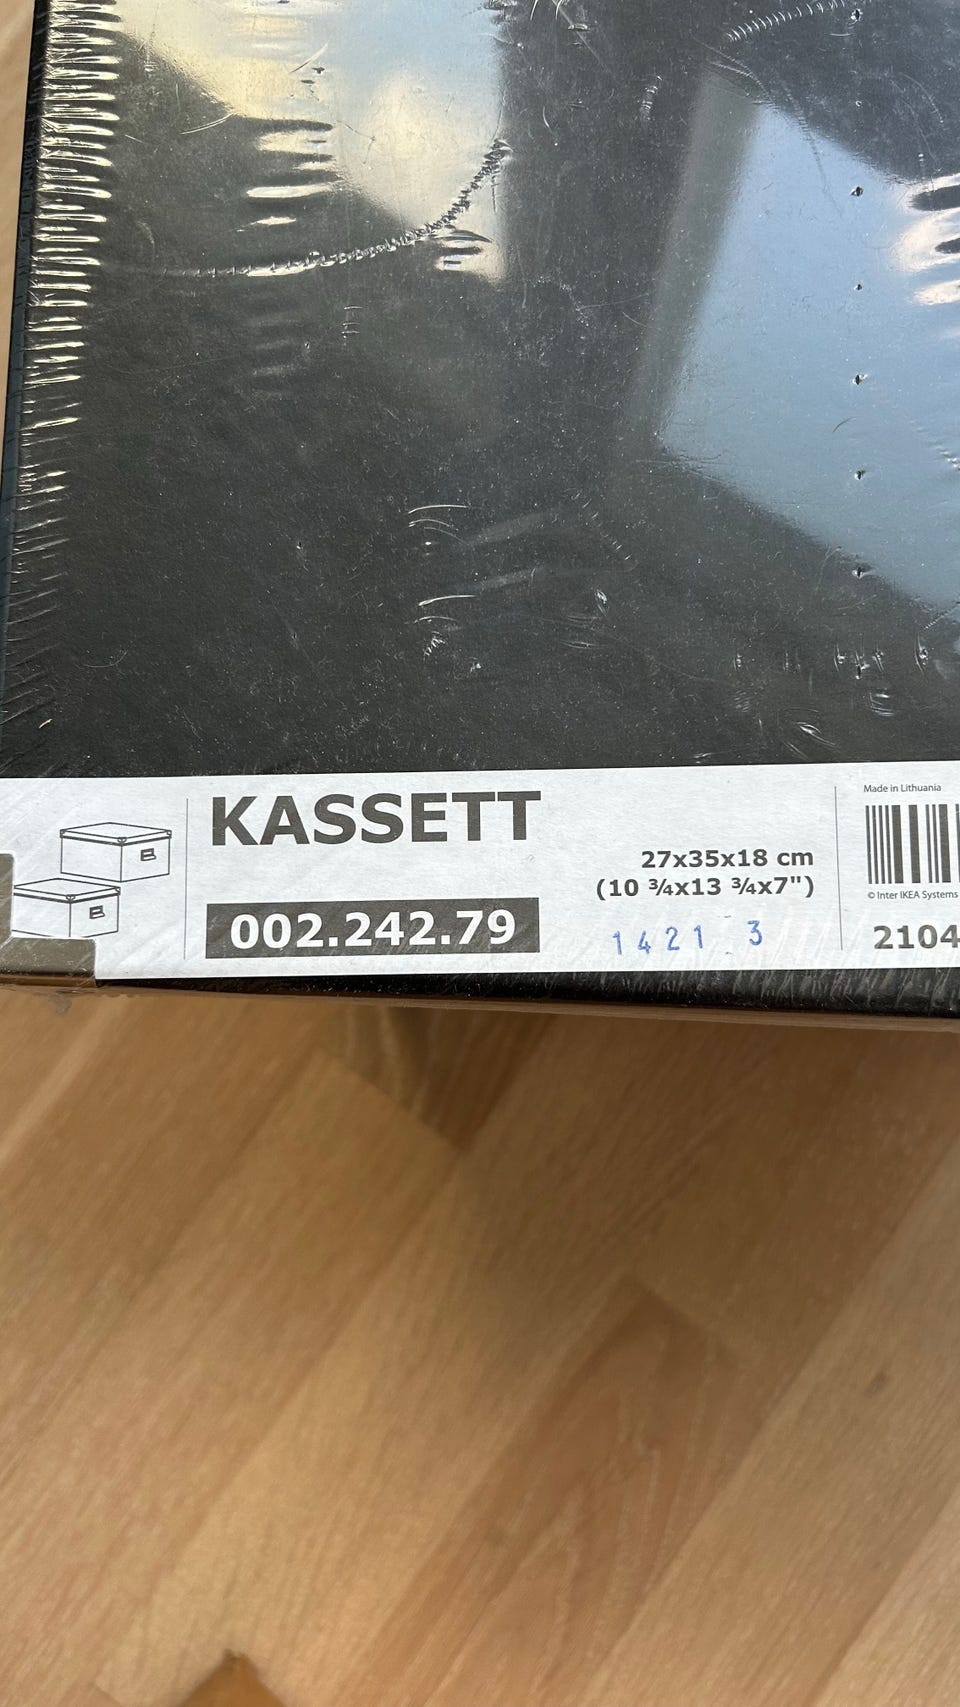 KASSETT
002.242.79
27x35x18 cm
(10 ¾x13 ¾x7")
1421 3
Made in Lithuania
© Inter IKEA Systems
2104